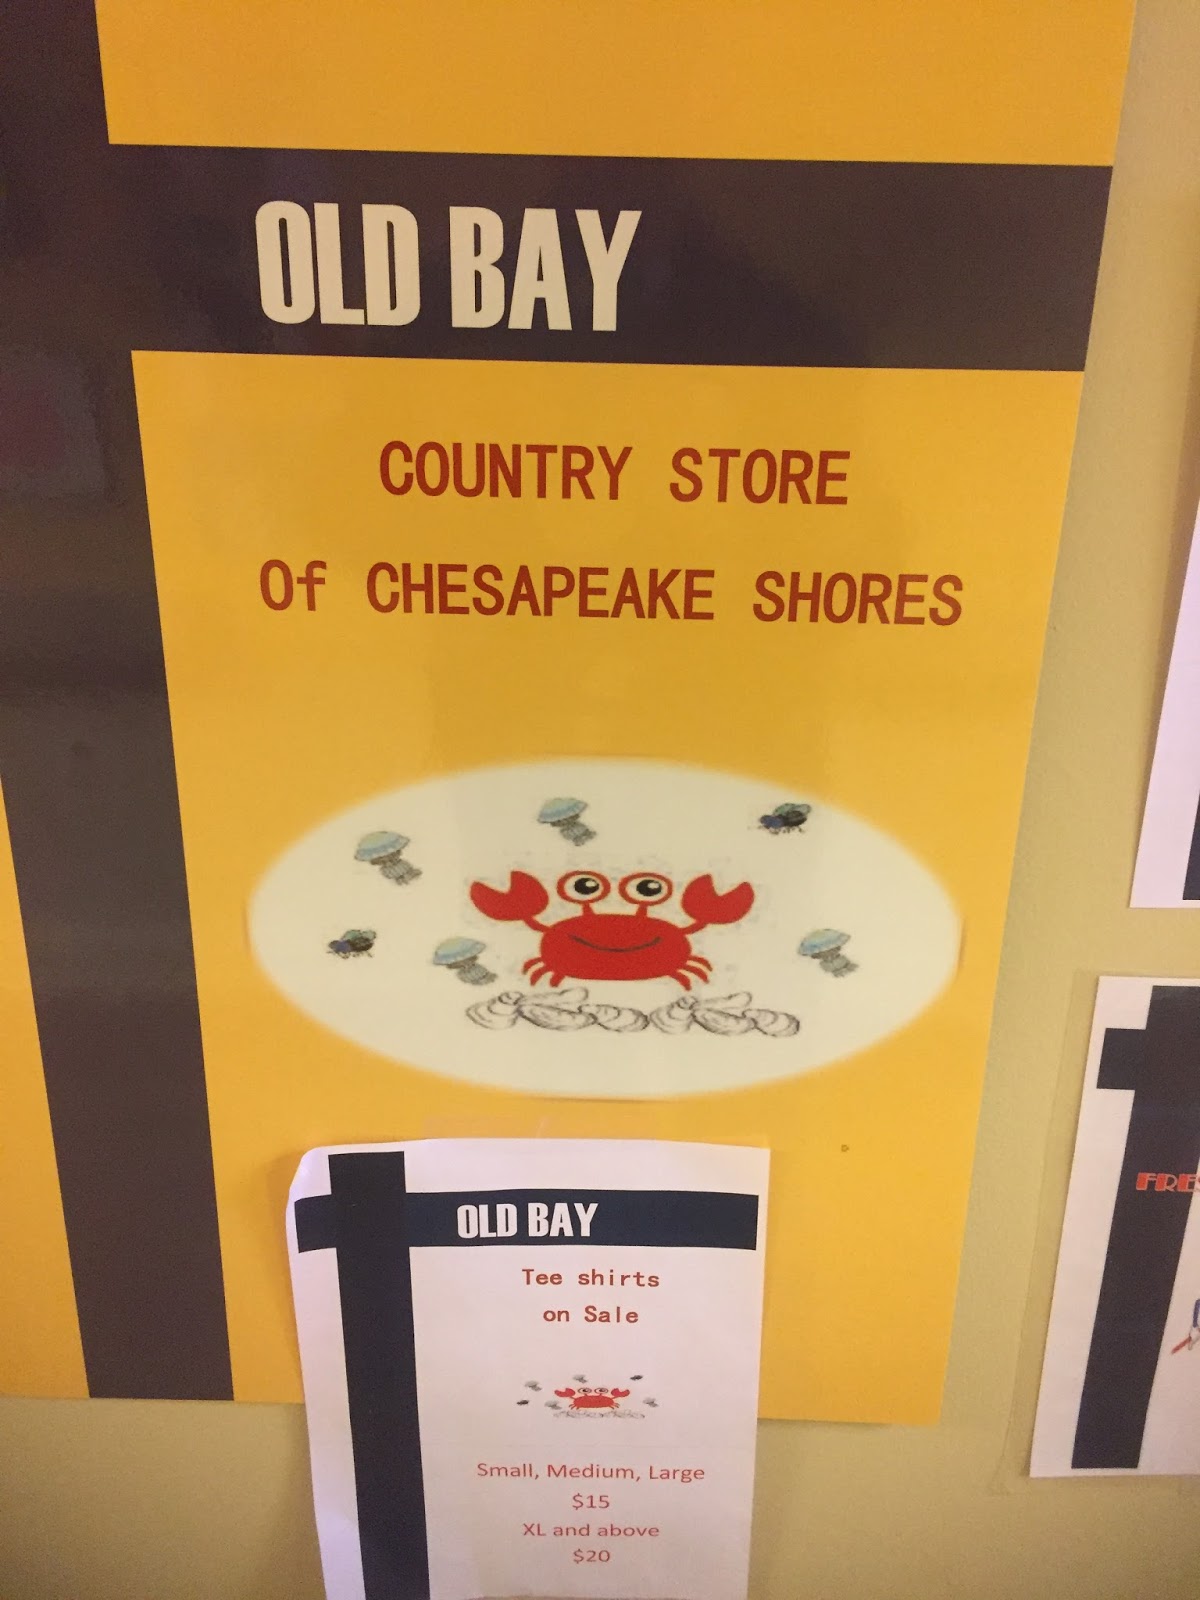 OLD BAY
COUNTRY STORE
Of CHESAPEAKE SHORES
OLD BAY
Tee shirts
on Sale
Small, Medium, Large
$15
XL and above
$20
FRES